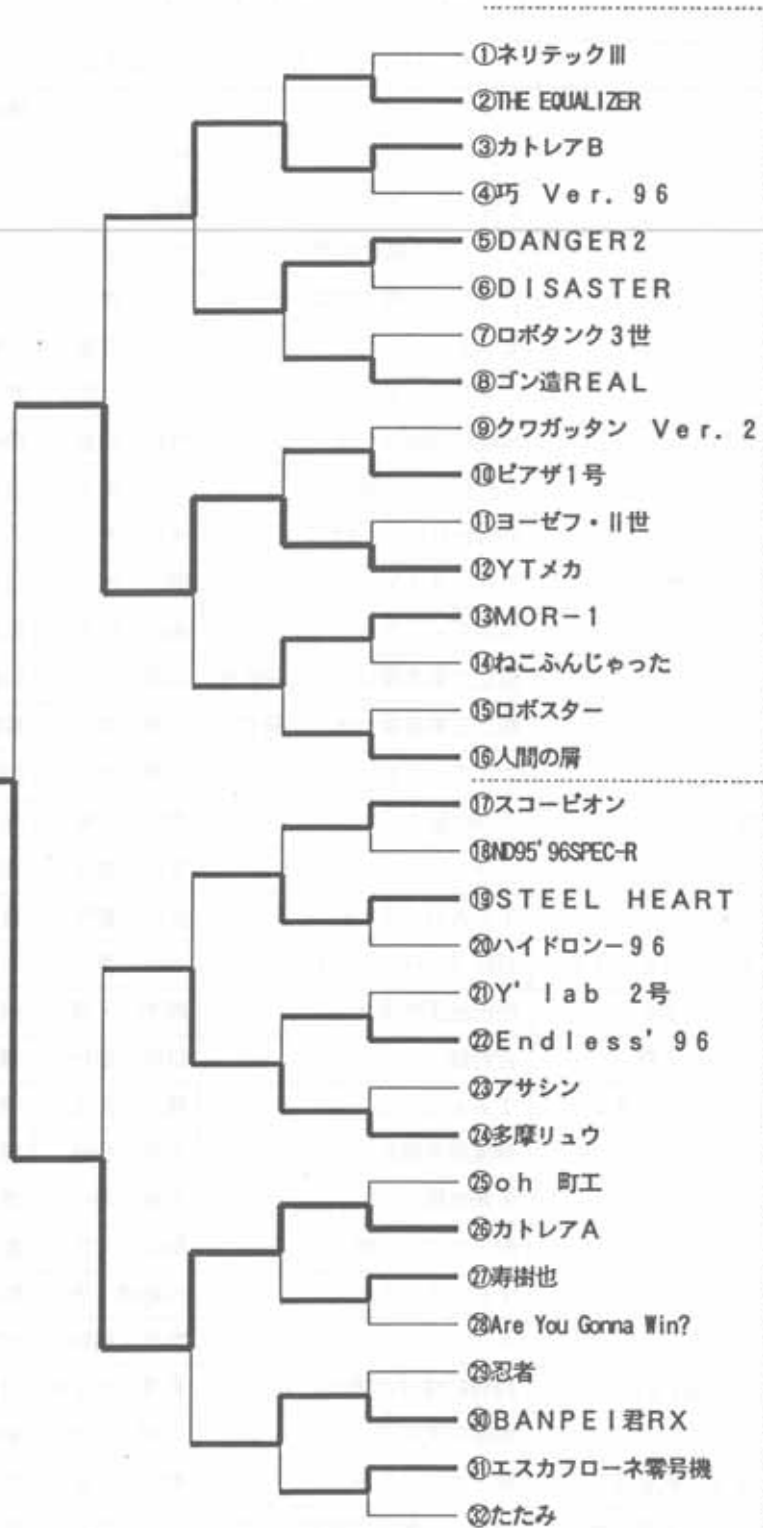 ①ネリテックⅢ
②THE EQUALIZER
③カトレアB
④巧　Ver. 96
⑤DANGER2
⑥DISASTER
⑦ロボタンク3世
⑧ゴン造REAL
⑨クワガッタン　Ver. 2
⑩ピアザ1号
⑪ヨーゼフ・Ⅱ世
⑫YTメカ
⑬MOR-1
⑭ねこふんじゃった
⑮ロボスター
⑯人間の屑
⑰スコーピオン
⑱ND95'96SPEC-R
⑲STEEL　HEART
⑳ハイドロン-96
㉑Y'lab　2号
㉒Endless'96
㉓アサシン
㉔多摩リュウ
㉕oh　町工
㉖カトレアA
㉗寿樹也
㉘Are You Gonna Win?
㉙忍者
㉚BANPEI君RX
㉛エスカフローネ零号機
㉜たたみ